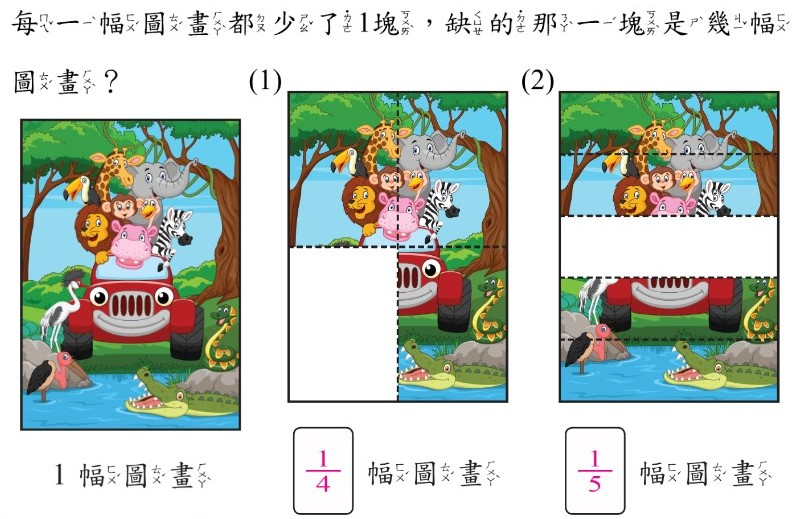 每一幅圖畫都少了1塊，缺的那一塊是幾幅
圖畫？ (1) (2)
1 幅圖畫
1/4 幅圖畫
1/5 幅圖畫